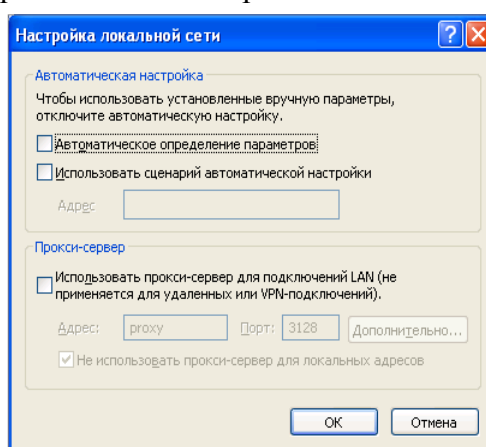 Настройка локальной сети
Автоматическая настройка
Чтобы использовать установленные вручную параметры,
отключите автоматическую настройку.
Автоматическое определение параметров
Использовать сценарий автоматической настройки
Адрес
Прокси-сервер
Использовать прокси-сервер для подключений LAN (не
применяется для удаленных или VPN-подключений).
Адрес: proxy Порт: 3128 Дополнительно...
Не использовать прокси-сервер для локальных адресов
ОК Отмена